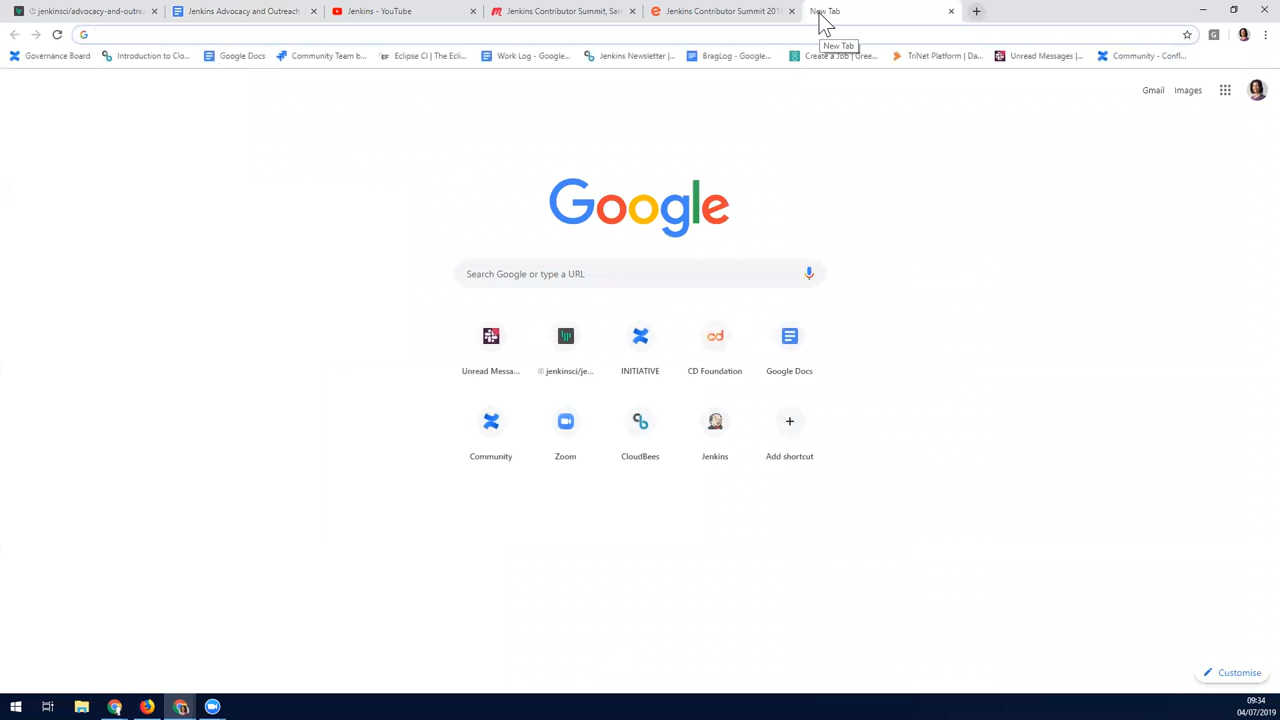 jenkinsci/advocacy-and-outre
Jenkins Advocacy and Outreach
Jenkins - YouTube
Jenkins Contributor Summit, Sa
Jenkins Contributor Summit 201
New Tab
New Tab
Governance Board
Introduction to Clo...
Google Docs
Community Team b...
Eclipse CI | The Ecli...
Work Log - Google...
Jenkins Newsletter |...
BragLog - Google...
Create a Job | Gree...
TriNet Platform | Da...
Unread Messages |...
Community - Confl...
Gmail
Images
Google
Search Google or type a URL
Unread Messa...
jenkinsci/je...
INITIATIVE
CD Foundation
Google Docs
Community
Zoom
CloudBees
Jenkins
Add shortcut
Customise
09:34
04/07/2019